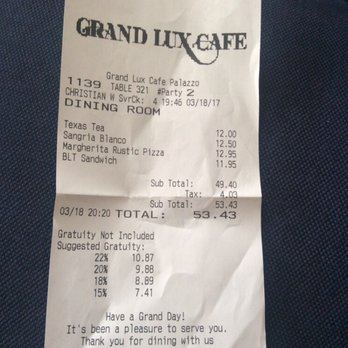 GRAND LUX CAFE
Grand Lux Cafe Palazzo
1139 TABLE 321 #Party 2
CHRISTIAN W SvrCk: 4 19:46 03/18/17
DINING ROOM
Texas Tea 12.00
Sangria Blanco 12.50
Margherita Rustic Pizza 12.95
BLT Sandwich 11.95
Sub Total: 49.40
Tax: 4.03
Sub Total: 53.43
03/18 20:20 TOTAL: 53.43
Gratuity Not Included
Suggested Gratuity:
22% 10.87
20% 9.88
18% 8.89
15% 7.41
Have a Grand Day!
It's been a pleasure to serve you.
Thank you for dining with us